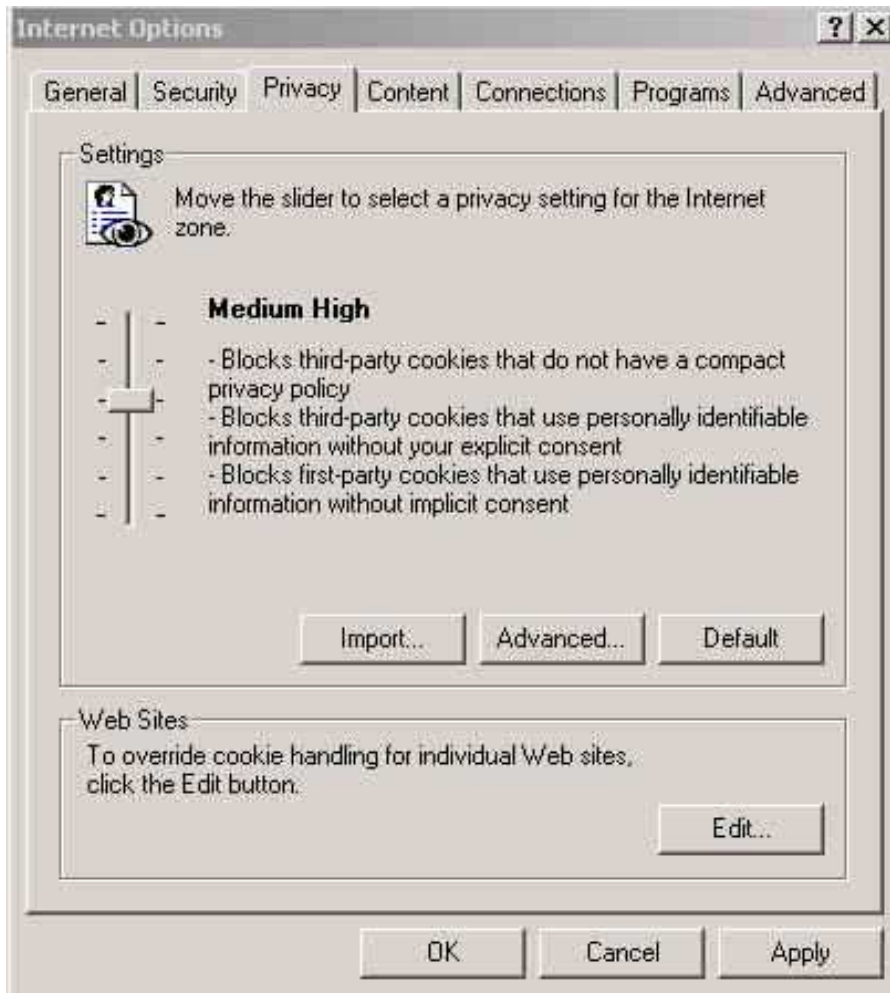 Internet Options
General Security Privacy Content Connections Programs Advanced
Settings
Move the slider to select a privacy setting for the Internet
zone.
Medium High
- Blocks third-party cookies that do not have a compact
privacy policy
- Blocks third-party cookies that use personally identifiable
information without your explicit consent
- Blocks first-party cookies that use personally identifiable
information without implicit consent
Import... Advanced... Default
Web Sites
To override cookie handling for individual Web sites,
click the Edit button.
Edit...
OK Cancel Apply